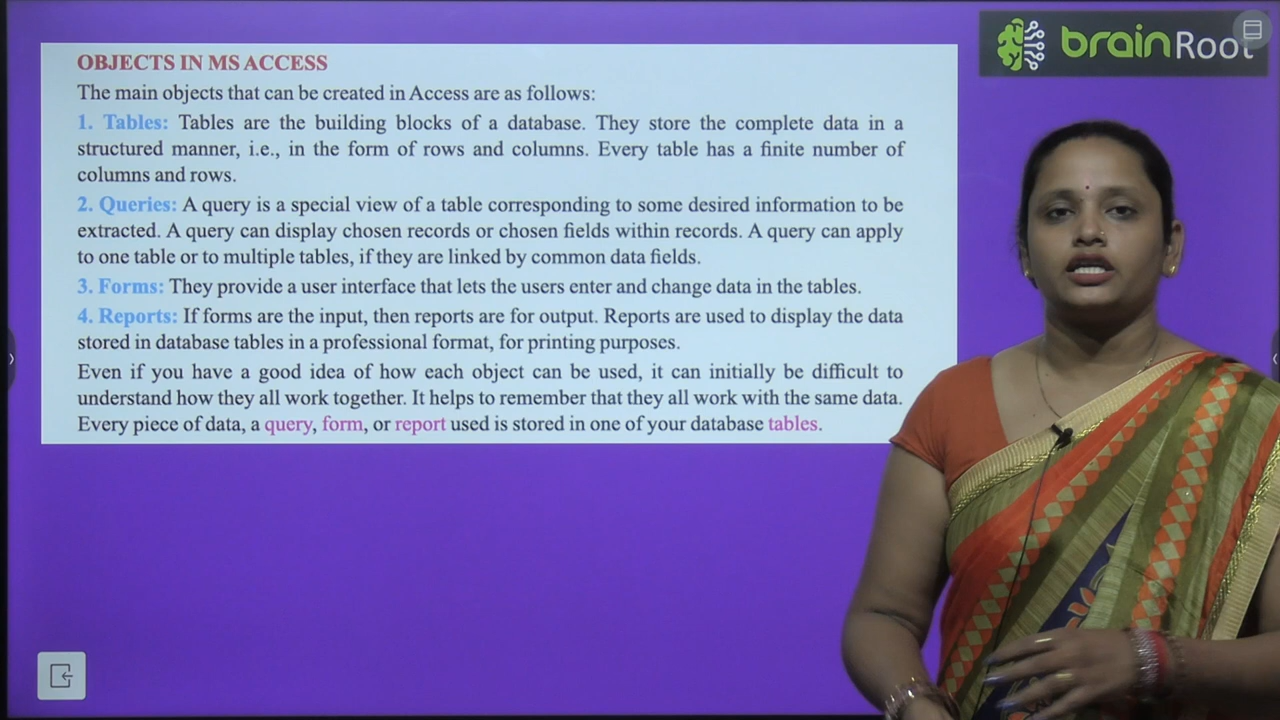 brainRoot
OBJECTS IN MS ACCESS
The main objects that can be created in Access are as follows:
1. Tables: Tables are the building blocks of a database. They store the complete data in a
structured manner, i.e., in the form of rows and columns. Every table has a finite number of
columns and rows.
2. Queries: A query is a special view of a table corresponding to some desired information to be
extracted. A query can display chosen records or chosen fields within records. A query can apply
to one table or to multiple tables, if they are linked by common data fields.
3. Forms: They provide a user interface that lets the users enter and change data in the tables.
4. Reports: If forms are the input, then reports are for output. Reports are used to display the data
stored in database tables in a professional format, for printing purposes.
Even if you have a good idea of how each object can be used, it can initially be difficult to
understand how they all work together. It helps to remember that they all work with the same data.
Every piece of data, a query, form, or report used is stored in one of your database tables.